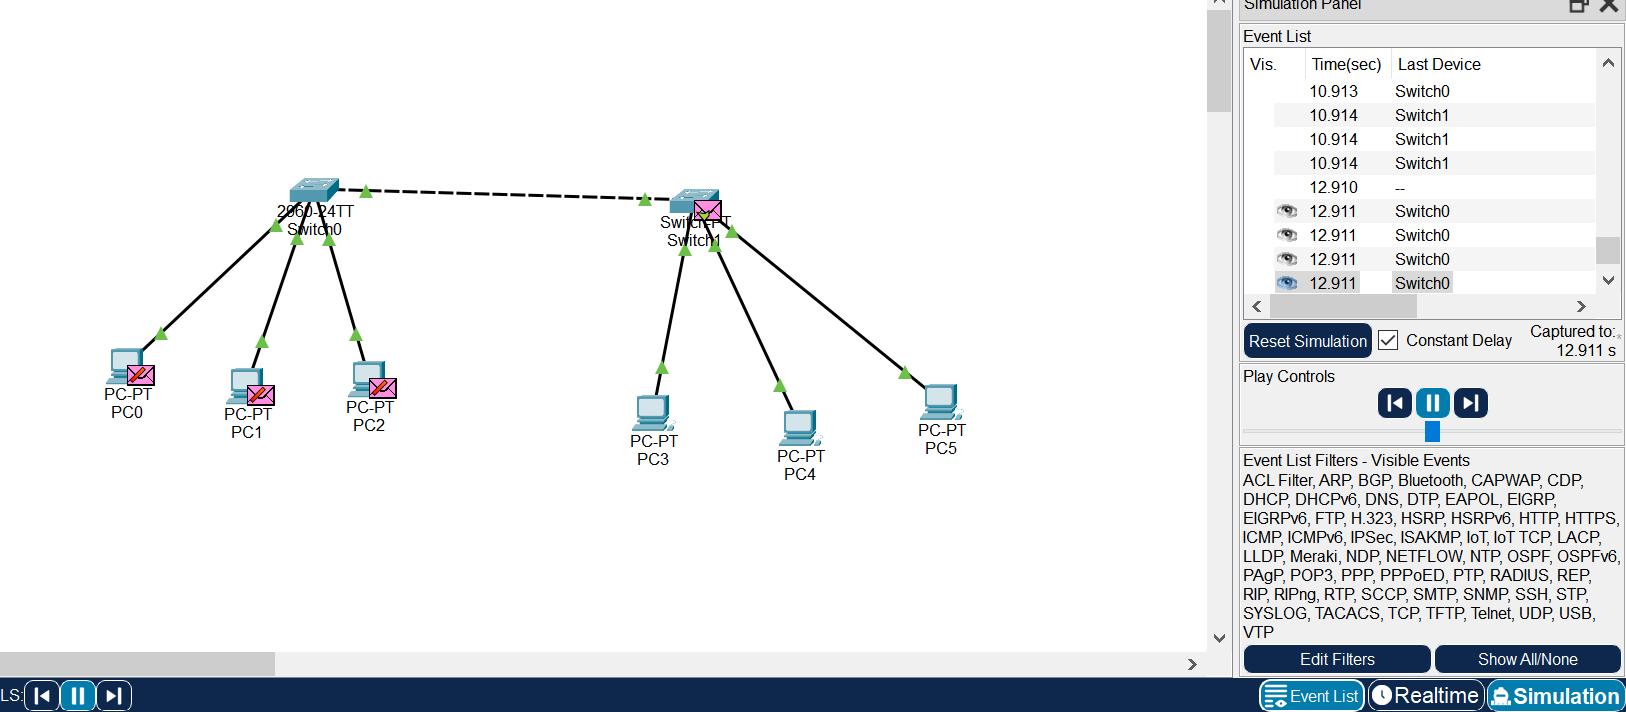 Simulation Panel
Event List
Vis. Time(sec) Last Device
10.913 Switch0
10.914 Switch1
10.914 Switch1
10.914 Switch1
12.910 --
12.911 Switch0
12.911 Switch0
12.911 Switch0
12.911 Switch0
Reset Simulation Constant Delay Captured to:
12.911 s
Play Controls
Event List Filters - Visible Events
ACL Filter, ARP, BGP, Bluetooth, CAPWAP, CDP,
DHCP, DHCPv6, DNS, DTP, EAPOL, EIGRP,
EIGRPv6, FTP, H.323, HSRP, HSRPv6, HTTP, HTTPS,
ICMP, ICMPv6, IPSec, ISAKMP, IoT, IoT TCP, LACP,
LLDP, Meraki, NDP, NETFLOW, NTP, OSPF, OSPFv6,
PAgP, POP3, PPP, PPPoED, PTP, RADIUS, REP,
RIP, RIPng, RTP, SCCP, SMTP, SNMP, SSH, STP,
SYSLOG, TACACS, TCP, TFTP, Telnet, UDP, USB,
VTP
Edit Filters Show All/None
2960-24TT
Switch0
Switch-PT
Switch1
PC-PT
PC0
PC-PT
PC1
PC-PT
PC2
PC-PT
PC3
PC-PT
PC4
PC-PT
PC5
LS:
Event List Realtime Simulation